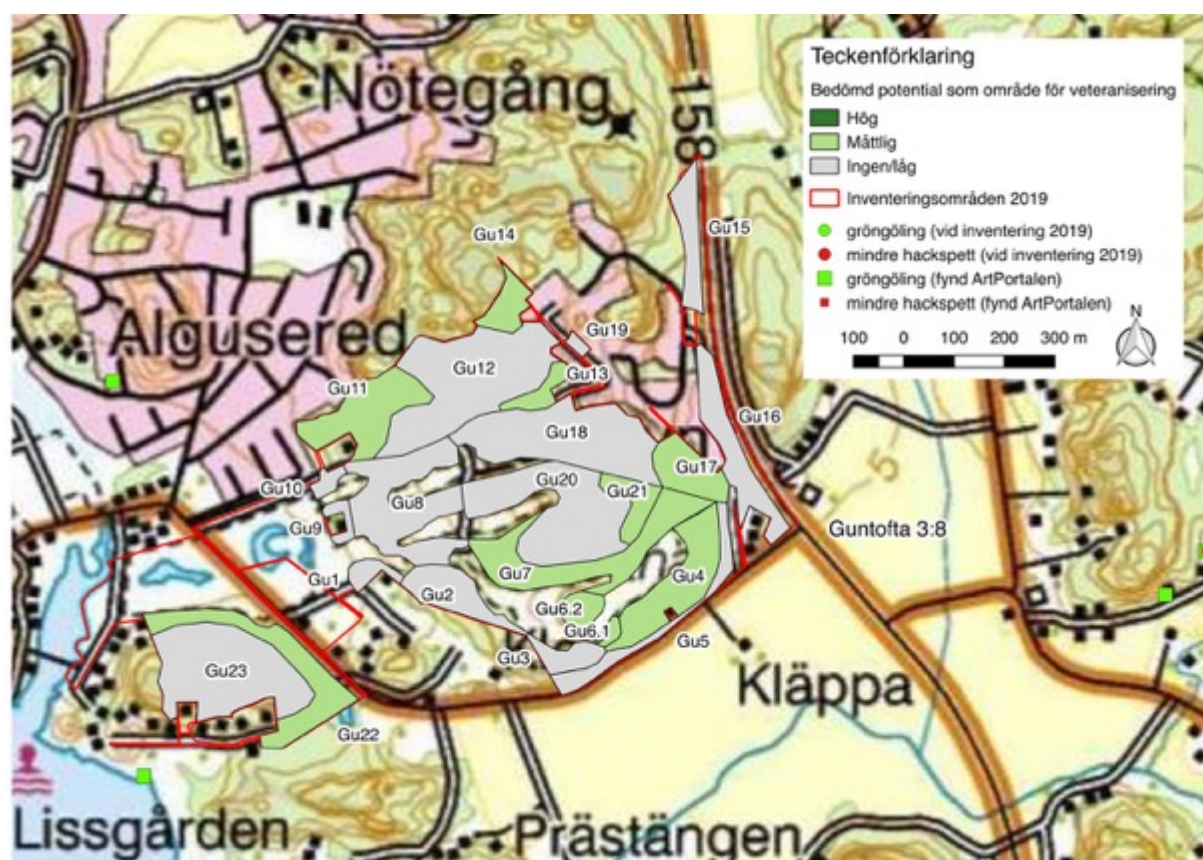 Nötegång
158
Teckenförklaring
Bedömd potential som område för veteranisering
Hög
Måttlig
Ingen/låg
Inventeringsområden 2019
gröngöling (vid inventering 2019)
mindre hackspett (vid inventering 2019)
gröngöling (fynd ArtPortalen)
mindre hackspett (fynd ArtPortalen)
100 0 100 200 300 m
N
Gu15
Gu14
Algusered
Gu19
Gu12
Gu13
Gu11
Gu16
Gu18
Gu17
Gu10
Gu20
Gu21
Gu8
5
Gu9
Guntofta 3:8
Gu1
Gu7
Gu4
Gu2
Gu6.2
Gu6.1
Gu5
Gu3
Gu23
Kläppa
Gu22
Lissgården
Prästängen